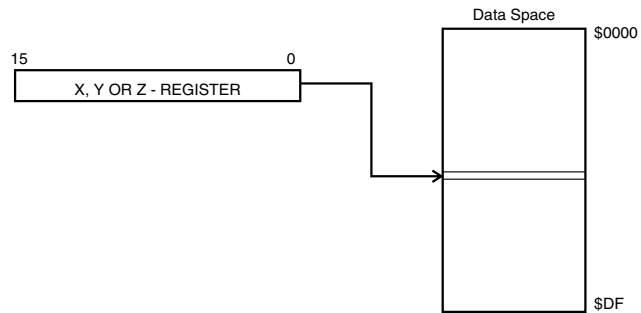 Data Space
$0000
15 0
X, Y OR Z - REGISTER
$DF